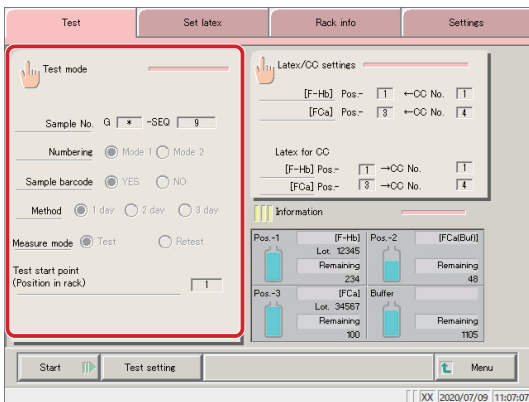 Test Set latex Rack info Settings
Test mode
Sample No. G * -SEQ 9
Numbering Mode 1 Mode 2
Sample barcode YES NO
Method 1 day 2 day 3 day
Measure mode Test Retest
Test start point
(Position in rack) 1
Latex/CC settings
[F-Hb] Pos.- 1 ←CC No. 1
[FCa] Pos.- 3 ←CC No. 4
Latex for CC
[F-Hb] Pos.- 1 →CC No. 1
[FCa] Pos.- 3 →CC No. 4
Information
Pos.-1 [F-Hb] Pos.-2 [FCa(Buf)]
Lot. 12345
Remaining Remaining
234 48
Pos.-3 [FCa] Buffer
Lot. 34567
Remaining Remaining
100 1105
Start Test setting Menu
XX 2020/07/09 11:07:07